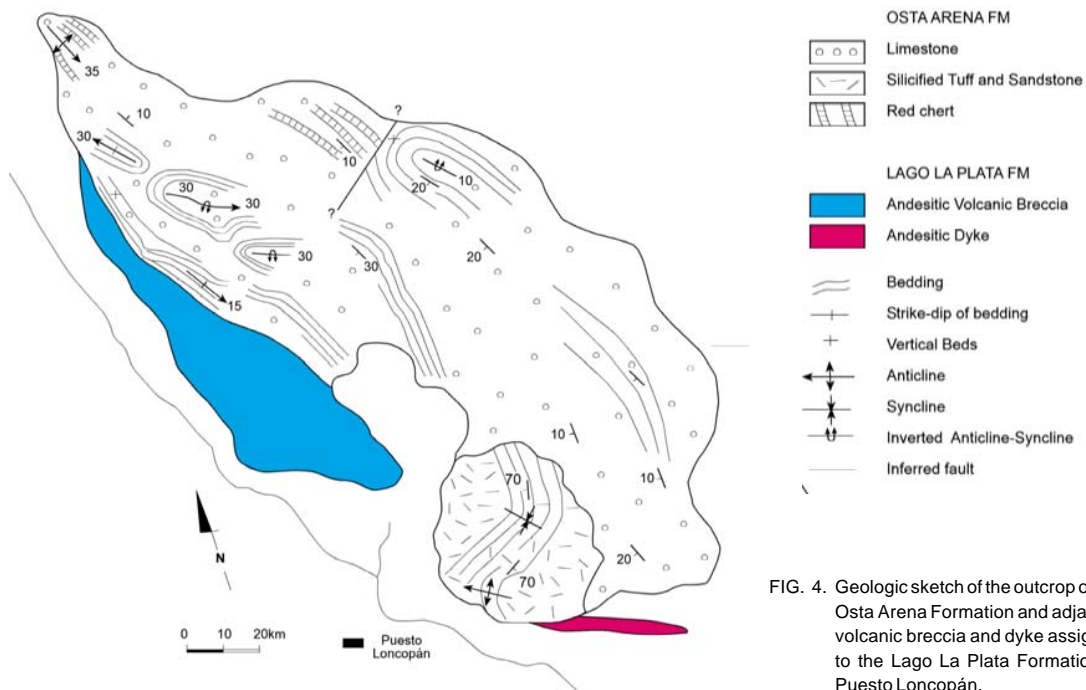 35
10
30
?
10
30
30
10
20
?
30
20
30
15
10
10
70
20
70
N
0 10 20km
Puesto
Loncopán
OSTA ARENA FM
Limestone
Silicified Tuff and Sandstone
Red chert
LAGO LA PLATA FM
Andesitic Volcanic Breccia
Andesitic Dyke
Bedding
Strike-dip of bedding
Vertical Beds
Anticline
Syncline
Inverted Anticline-Syncline
Inferred fault
FIG. 4. Geologic sketch of the outcrop o
Osta Arena Formation and adja
volcanic breccia and dyke assig
to the Lago La Plata Formatio
Puesto Loncopán.